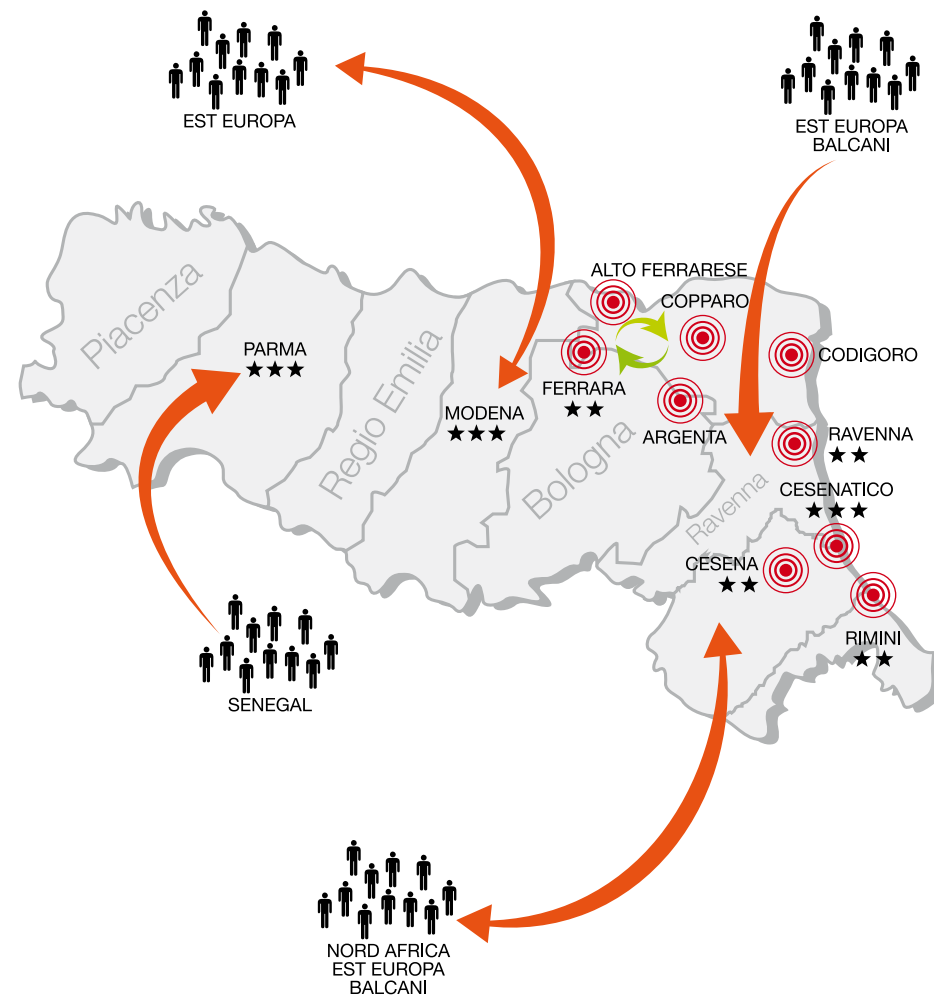 EST EUROPA
EST EUROPA
BALCANI
ALTO FERRARESE
COPPARO
Piacenza
PARMA
★★★
Regio Emilia
MODENA
★★★
FERRARA
★★
CODIGORO
ARGENTA
Bologna
RAVENNA
★★
Ravenna
CESENATICO
★★★
CESENA
★★
RIMINI
★★
SENEGAL
NORD AFRICA
EST EUROPA
BALCANI